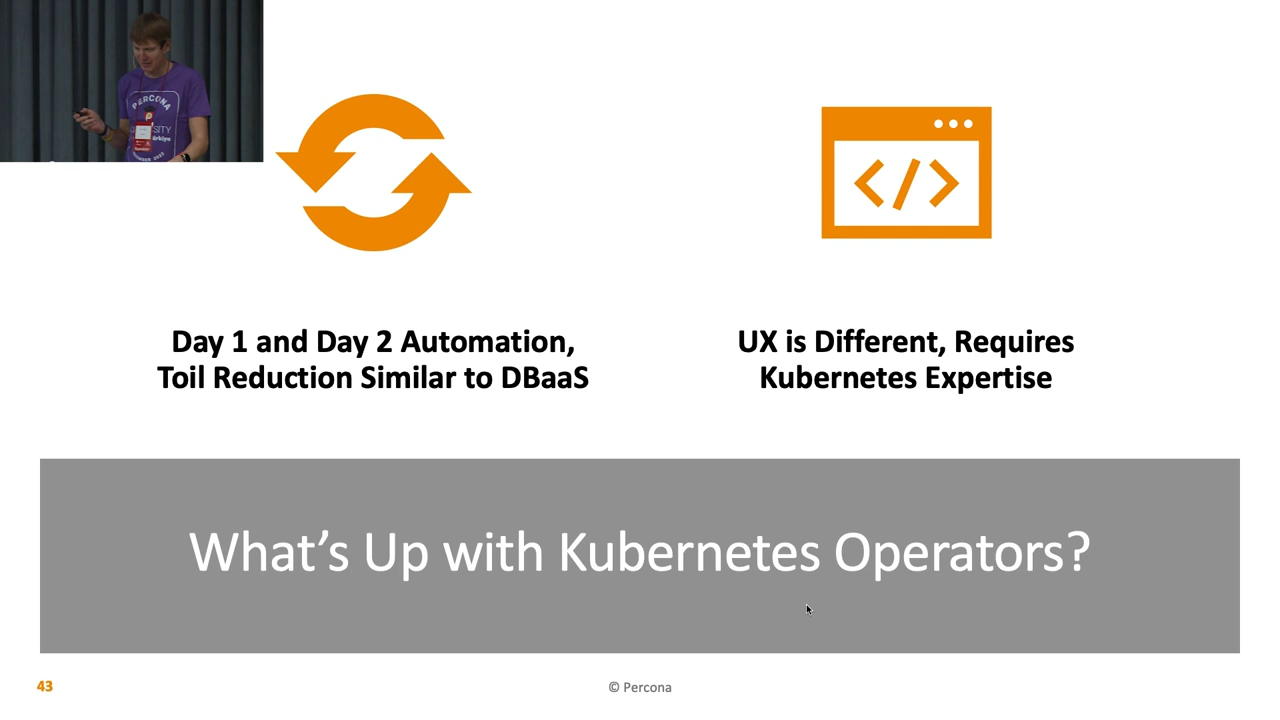 PERCONA
Day 1 and Day 2 Automation,
Toil Reduction Similar to DBaaS
</>
UX is Different, Requires
Kubernetes Expertise
What's Up with Kubernetes Operators?
43
© Percona